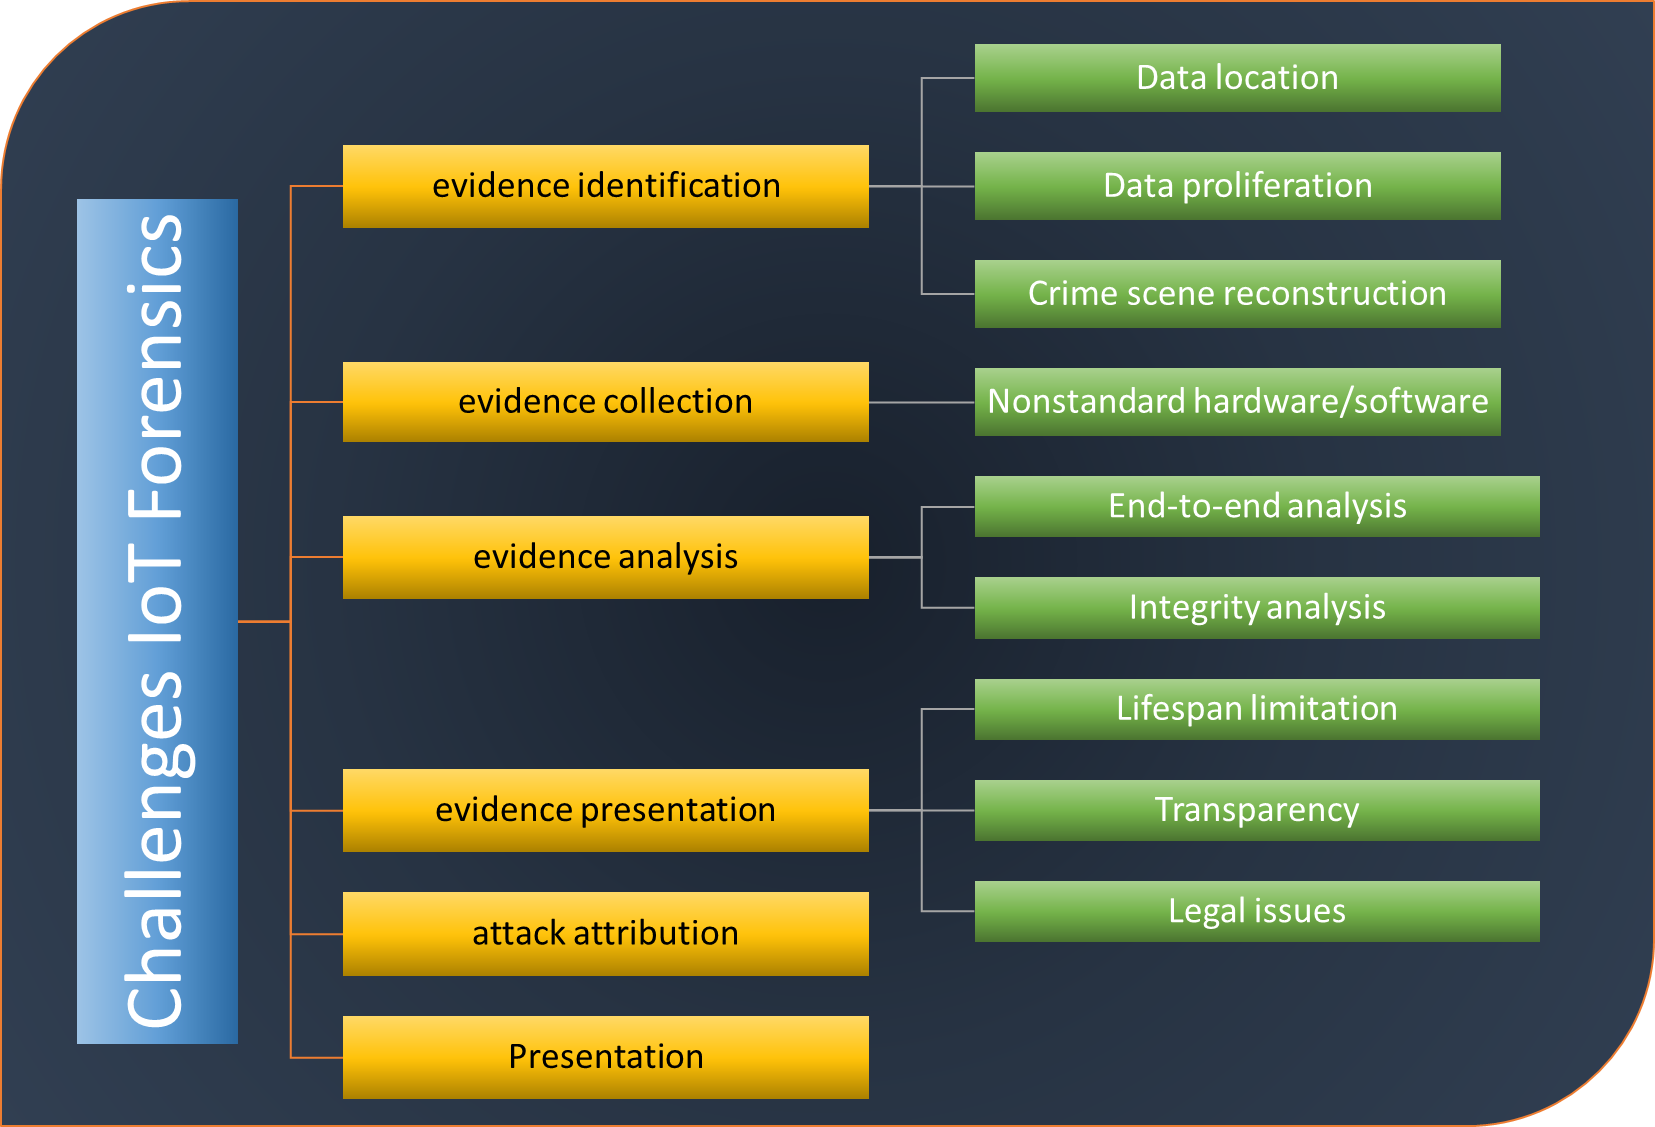 Challenges IoT Forensics
evidence identification
Data location
Data proliferation
Crime scene reconstruction
evidence collection
Nonstandard hardware/software
evidence analysis
End-to-end analysis
Integrity analysis
evidence presentation
Lifespan limitation
Transparency
Legal issues
attack attribution
Presentation